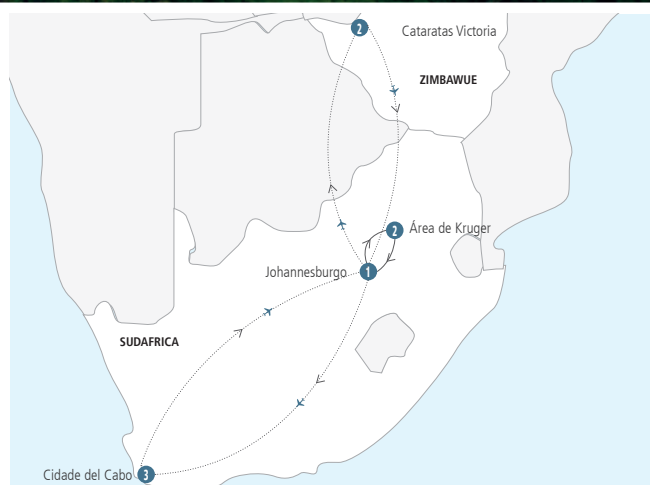 2
Cataratas Victoria
ZIMBAWUE
2
Área de Kruger
Johannesburgo
1
SUDAFRICA
Cidade del Cabo
3